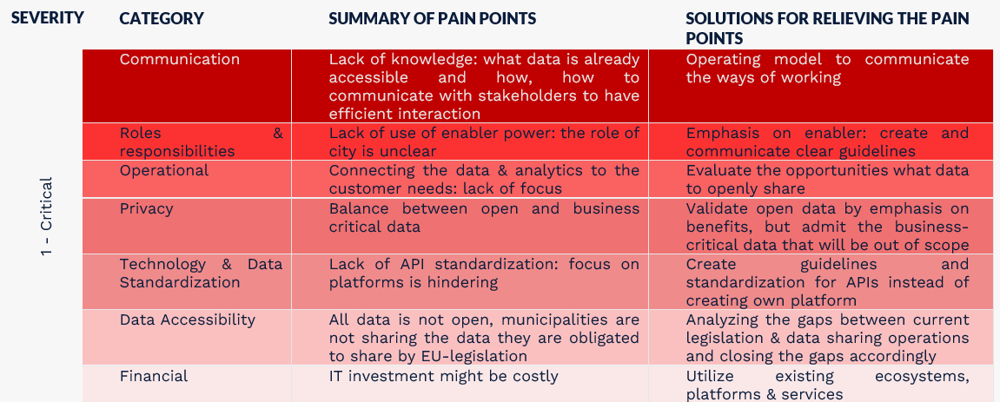 SEVERITY CATEGORY SUMMARY OF PAIN POINTS SOLUTIONS FOR RELIEVING THE PAIN
POINTS
1 - Critical
Communication
Lack of knowledge: what data is already
accessible and how, how to
communicate with stakeholders to have
efficient interaction
Operating model to communicate
the ways of working
Roles &
responsibilities
Lack of use of enabler power: the role of
city is unclear
Emphasis on enabler: create and
communicate clear guidelines
Operational
Connecting the data & analytics to the
customer needs: lack of focus
Evaluate the opportunities what data
to openly share
Privacy
Balance between open and business
critical data
Validate open data by emphasis on
benefits, but admit the business-
critical data that will be out of scope
Technology & Data
Standardization
Lack of API standardization: focus on
platforms is hindering
Create guidelines and
standardization for APIs instead of
creating own platform
Data Accessibility
All data is not open, municipalities are
not sharing the data they are obligated
to share by EU-legislation
Analyzing the gaps between current
legislation & data sharing operations
and closing the gaps accordingly
Financial
IT investment might be costly
Utilize existing ecosystems,
platforms & services